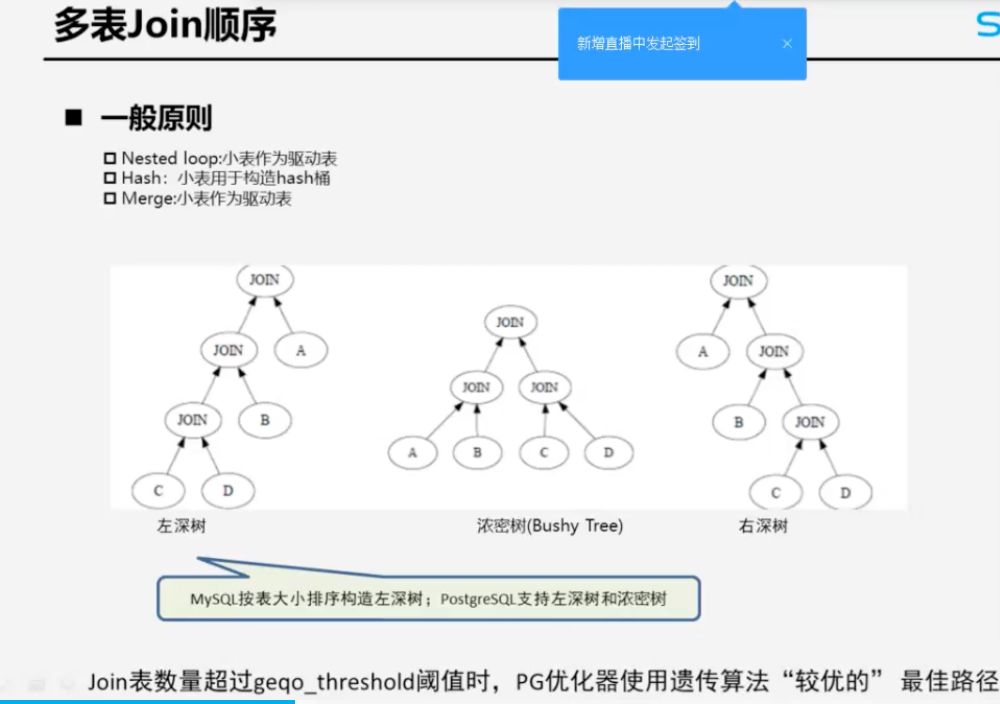 多表Join顺序
新增直播中发起签到
一般原则
Nested loop:小表作为驱动表
Hash：小表用于构造hash桶
Merge:小表作为驱动表
JOIN
JOIN
A
JOIN
B
C
D
左深树
JOIN
JOIN
JOIN
A
B
C
D
浓密树(Bushy Tree)
JOIN
A
JOIN
B
JOIN
C
D
右深树
MySQL按表大小排序构造左深树；PostgreSQL支持左深树和浓密树
Join表数量超过geqo_threshold阈值时，PG优化器使用遗传算法“较优的” 最佳路径